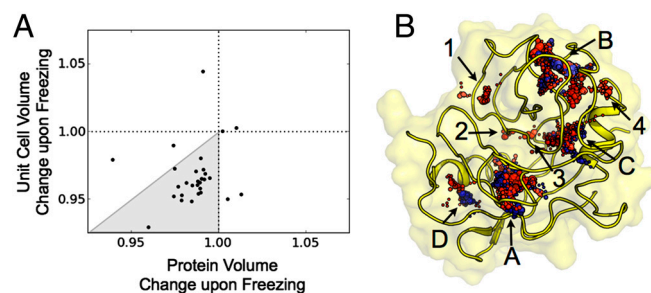 A
Unit Cell Volume
Change upon Freezing
1.05
1.00
0.95
0.95
1.00
1.05
Protein Volume
Change upon Freezing
B
1
B
4
2
3
C
D
A